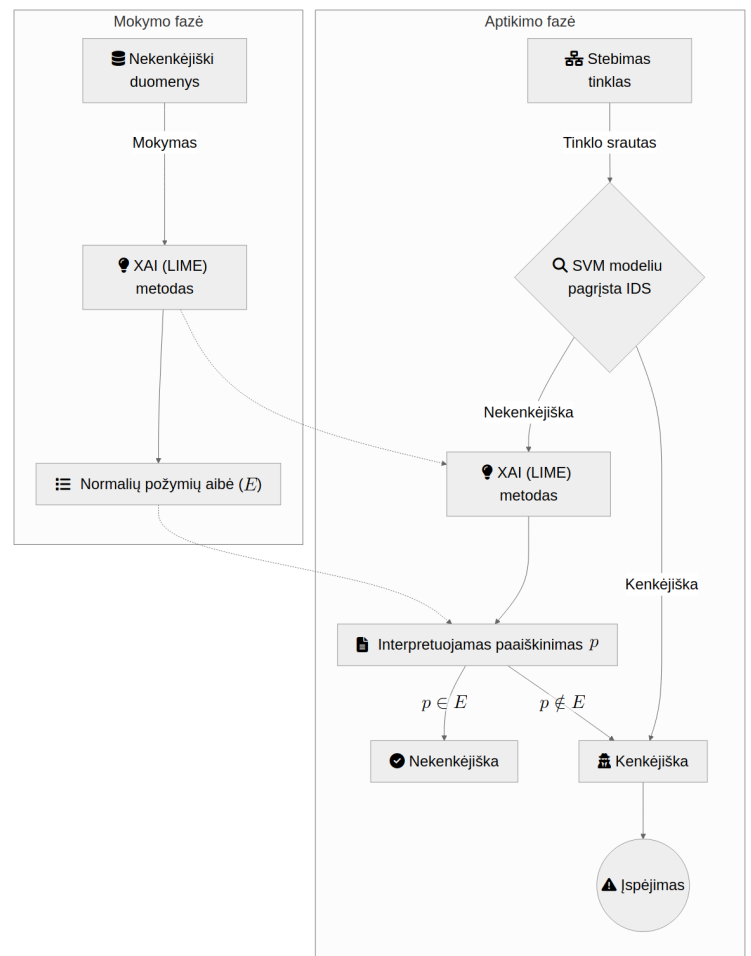 Mokymo fazė
Nekenkėjiški
duomenys
Mokymas
XAI (LIME)
metodas
Normalių požymių aibė (E)
Aptikimo fazė
Stebimas
tinklas
Tinklo srautas
SVM modeliu
pagrįsta IDS
Nekenkėjiška
XAI (LIME)
metodas
Kenkėjiška
Interpretuojamas paaiškinimas p
p ∈ E
p ∉ E
Nekenkėjiška
Kenkėjiška
Įspėjimas